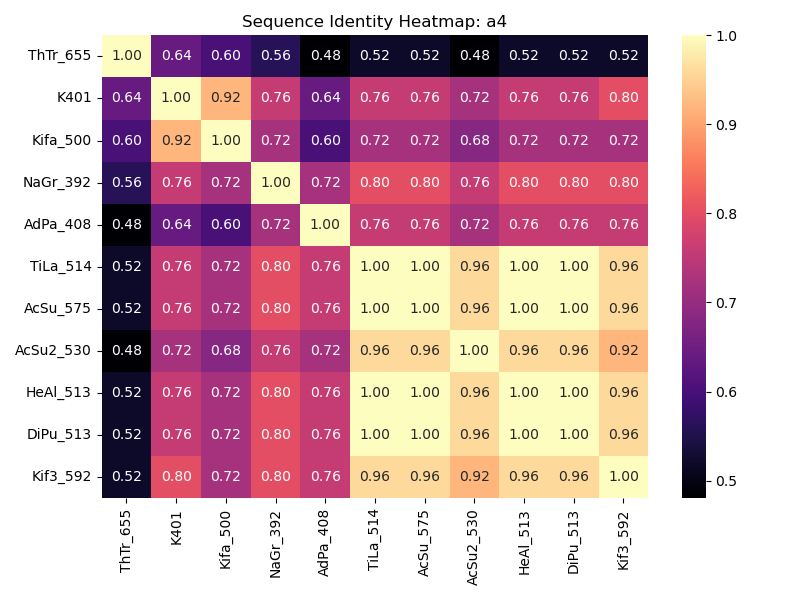 Sequence Identity Heatmap: a4
ThTr_655 1.00 0.64 0.60 0.56 0.48 0.52 0.52 0.48 0.52 0.52 0.52
K401 0.64 1.00 0.92 0.76 0.64 0.76 0.76 0.72 0.76 0.76 0.80
Kifa_500 0.60 0.92 1.00 0.72 0.60 0.72 0.72 0.68 0.72 0.72 0.72
NaGr_392 0.56 0.76 0.72 1.00 0.72 0.80 0.80 0.76 0.80 0.80 0.80
AdPa_408 0.48 0.64 0.60 0.72 1.00 0.76 0.76 0.72 0.76 0.76 0.76
TiLa_514 0.52 0.76 0.72 0.80 0.76 1.00 1.00 0.96 1.00 1.00 0.96
AcSu_575 0.52 0.76 0.72 0.80 0.76 1.00 1.00 0.96 1.00 1.00 0.96
AcSu2_530 0.48 0.72 0.68 0.76 0.72 0.96 0.96 1.00 0.96 0.96 0.92
HeAl_513 0.52 0.76 0.72 0.80 0.76 1.00 1.00 0.96 1.00 1.00 0.96
DiPu_513 0.52 0.76 0.72 0.80 0.76 1.00 1.00 0.96 1.00 1.00 0.96
Kif3_592 0.52 0.80 0.72 0.80 0.76 0.96 0.96 0.92 0.96 0.96 1.00
ThTr_655 K401 Kifa_500 NaGr_392 AdPa_408 TiLa_514 AcSu_575 AcSu2_530 HeAl_513 DiPu_513 Kif3_592
1.0
0.9
0.8
0.7
0.6
0.5